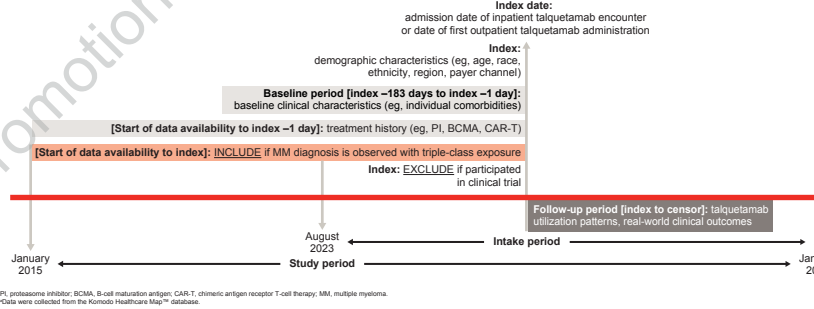 Index date:
admission date of inpatient talquetamab encounter
or date of first outpatient talquetamab administration
Index:
demographic characteristics (eg, age, race,
ethnicity, region, payer channel)
Baseline period [index –183 days to index –1 day]:
baseline clinical characteristics (eg, individual comorbidities)
[Start of data availability to index –1 day]: treatment history (eg, PI, BCMA, CAR-T)
[Start of data availability to index]: INCLUDE if MM diagnosis is observed with triple-class exposure
Index: EXCLUDE if participated
in clinical trial
Follow-up period [index to censor]: talquetamab
utilization patterns, real-world clinical outcomes
August
2023
Intake period
January
2015
Study period
PI, proteasome inhibitor; BCMA, B-cell maturation antigen; CAR-T, chimeric antigen receptor T-cell therapy; MM, multiple myeloma.
Data were collected from the Komodo Healthcare Map™ database.